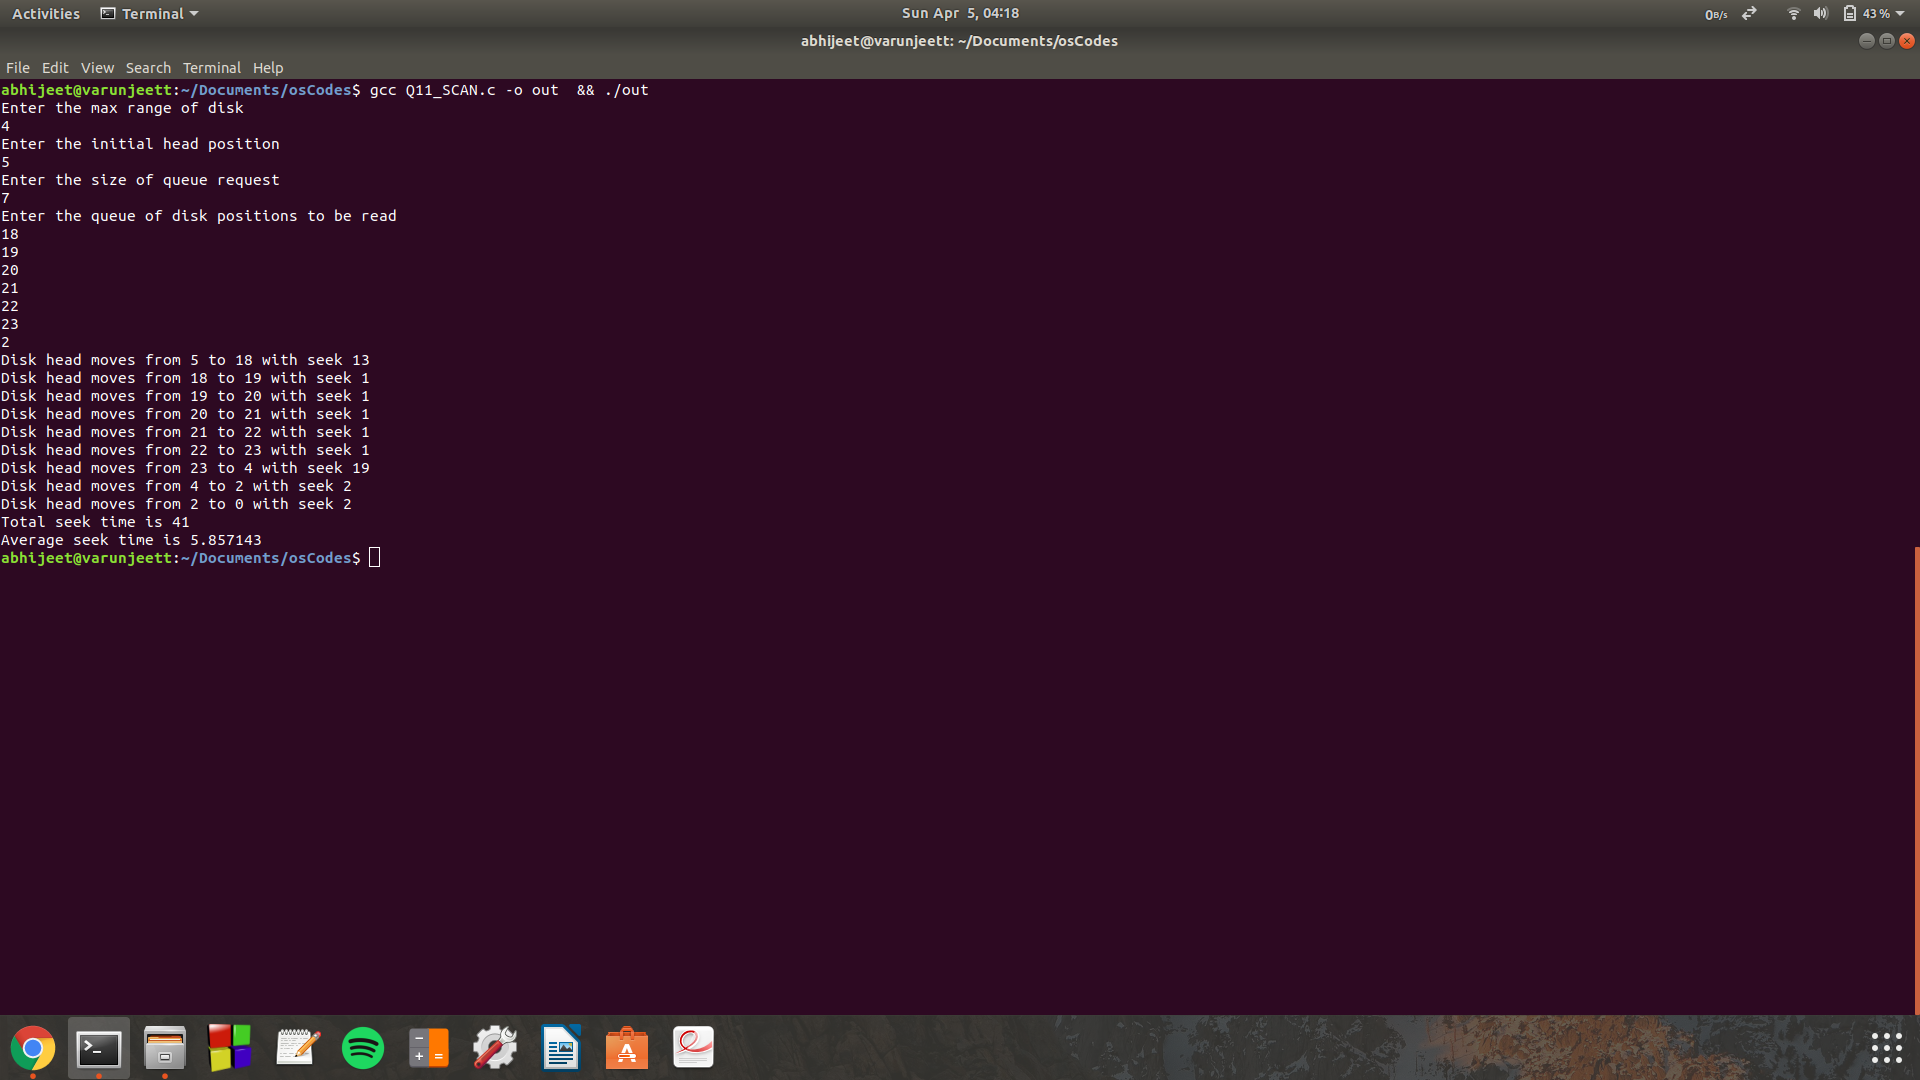 Activities Terminal Sun Apr 5, 04:18 0B/s 43 %
abhijeet@varunjeett: ~/Documents/osCodes
File Edit View Search Terminal Help
abhijeet@varunjeett:~/Documents/osCodes$ gcc Q11_SCAN.c -o out  && ./out
Enter the max range of disk
4
Enter the initial head position
5
Enter the size of queue request
7
Enter the queue of disk positions to be read
18
19
20
21
22
23
2
Disk head moves from 5 to 18 with seek 13
Disk head moves from 18 to 19 with seek 1
Disk head moves from 19 to 20 with seek 1
Disk head moves from 20 to 21 with seek 1
Disk head moves from 21 to 22 with seek 1
Disk head moves from 22 to 23 with seek 1
Disk head moves from 23 to 4 with seek 19
Disk head moves from 4 to 2 with seek 2
Disk head moves from 2 to 0 with seek 2
Total seek time is 41
Average seek time is 5.857143
abhijeet@varunjeett:~/Documents/osCodes$